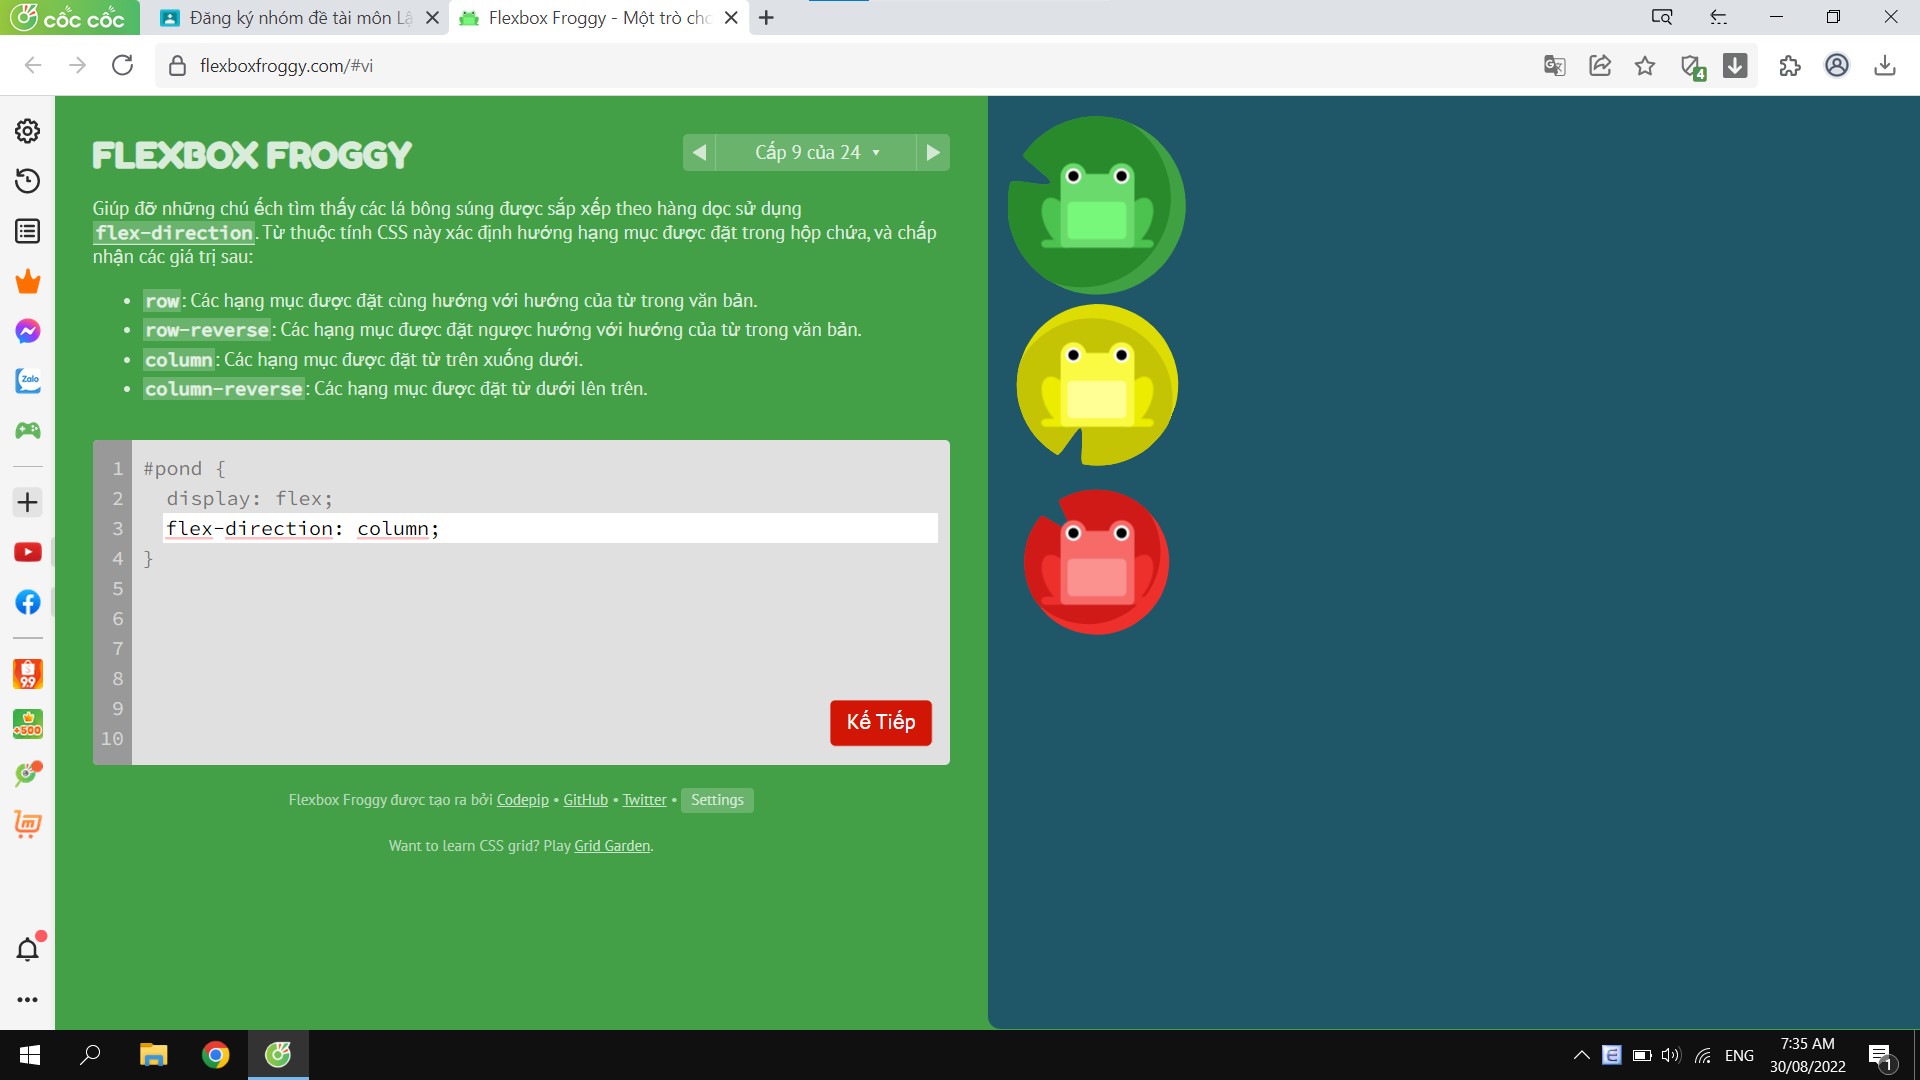 cốc cốc
Đăng ký nhóm đề tài môn Lậ
Flexbox Froggy - Một trò chơ
flexboxfroggy.com/#vi
4
FLEXBOX FROGGY
Cấp 9 của 24
Giúp đỡ những chú ếch tìm thấy các lá bông súng được sắp xếp theo hàng dọc sử dụng
flex-direction. Từ thuộc tính CSS này xác định hướng hạng mục được đặt trong hộp chứa, và chấp
nhận các giá trị sau:
• row: Các hạng mục được đặt cùng hướng với hướng của từ trong văn bản.
• row-reverse: Các hạng mục được đặt ngược hướng với hướng của từ trong văn bản.
• column: Các hạng mục được đặt từ trên xuống dưới.
• column-reverse: Các hạng mục được đặt từ dưới lên trên.
1 #pond {
2 display: flex;
3 flex-direction: column;
4 }
5
6
7
8
9
10
Kế Tiếp
Flexbox Froggy được tạo ra bởi Codepip • GitHub • Twitter • Settings
Want to learn CSS grid? Play Grid Garden.
Zalo
9.9
+500
ENG
7:35 AM
30/08/2022
1